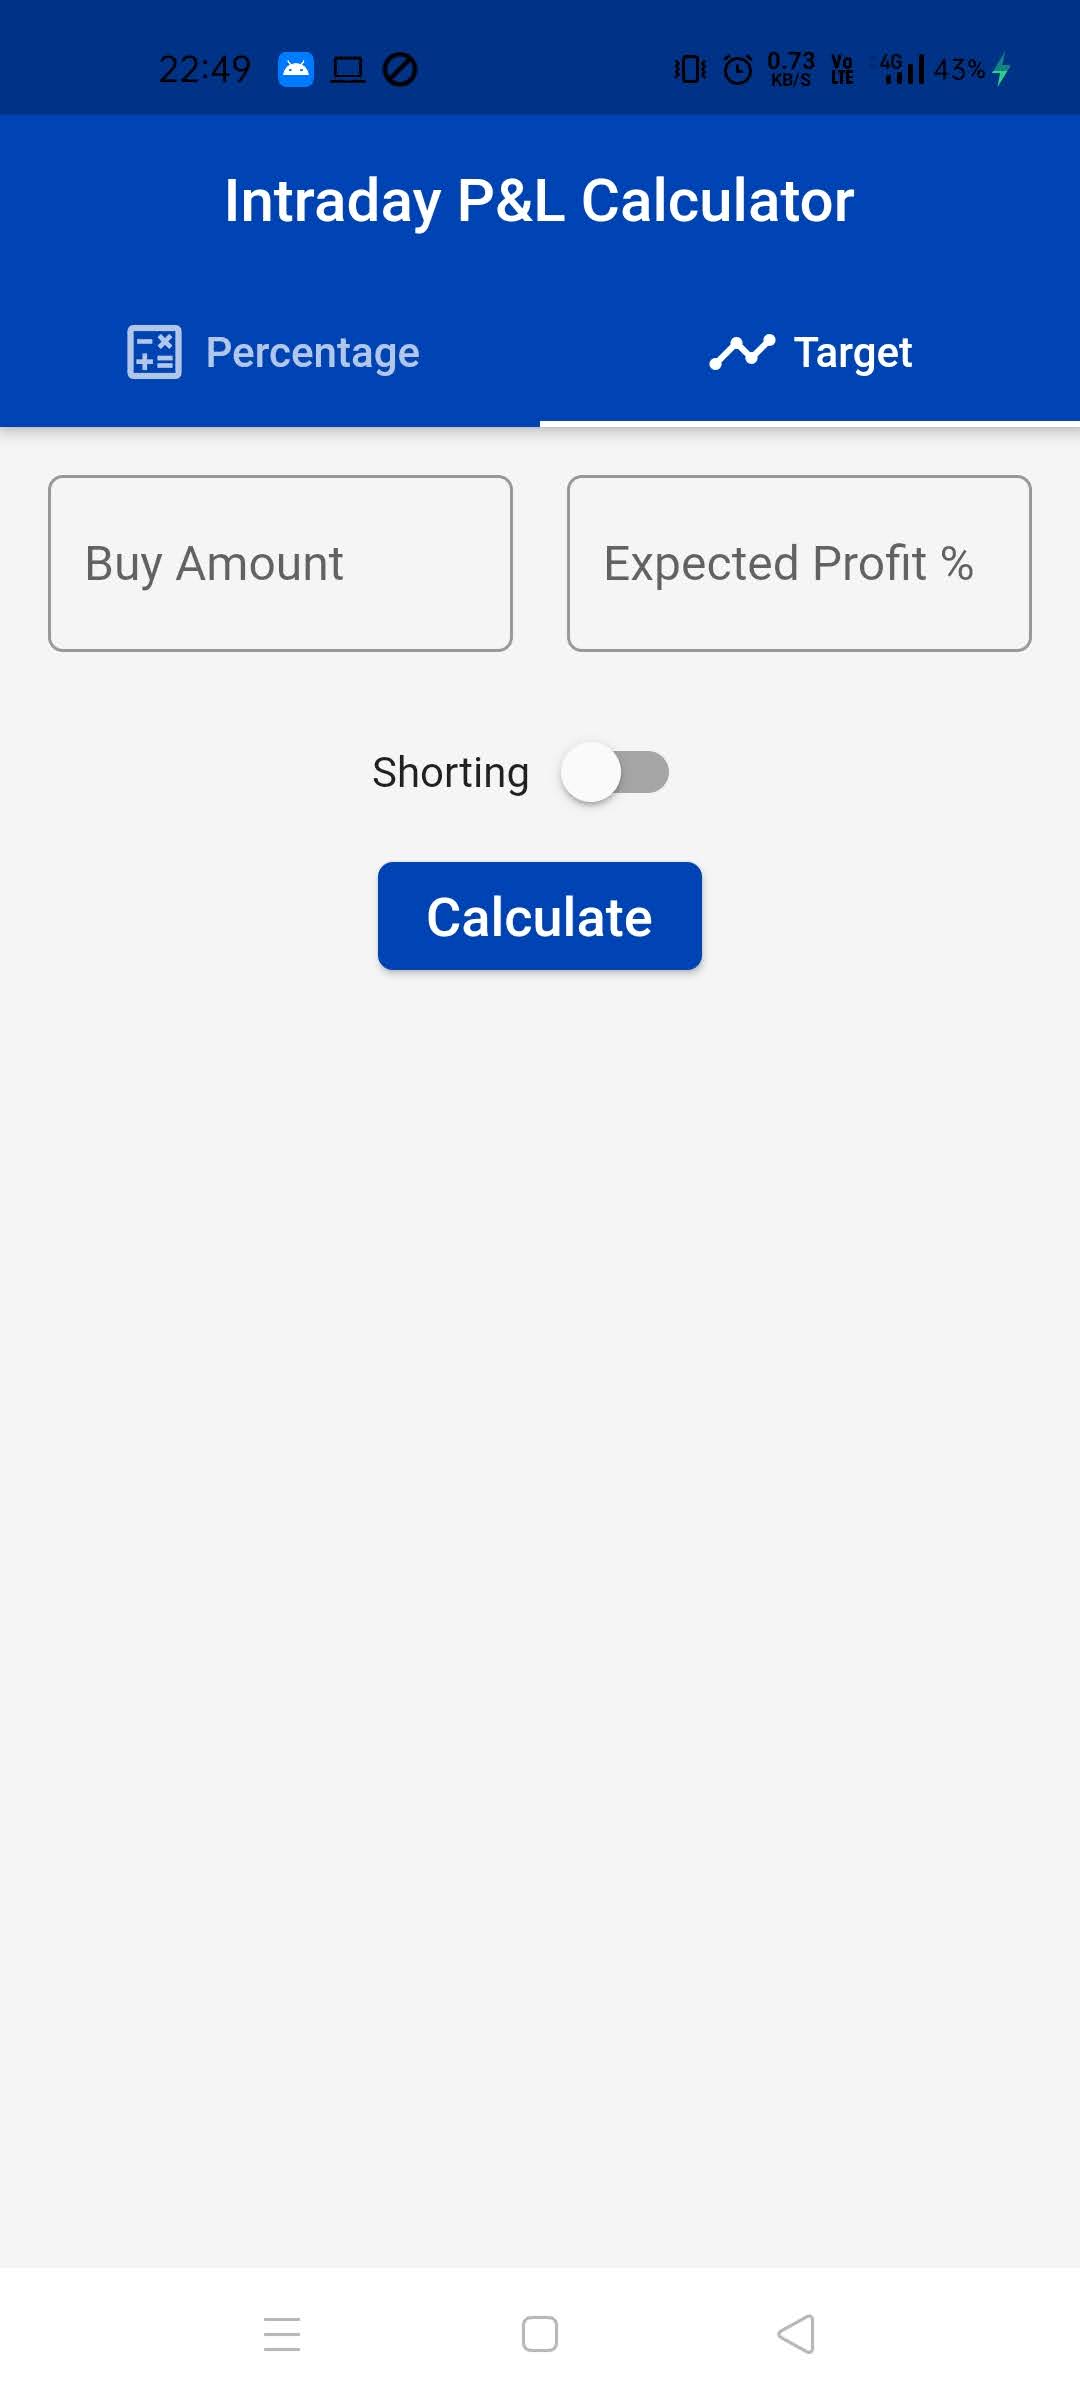 22:49 0.73 KB/S Vo LTE 4G 43%
Intraday P&L Calculator
Percentage Target
Buy Amount Expected Profit %
Shorting
Calculate